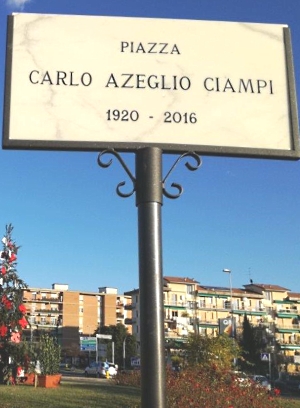 PIAZZA
CARLO AZEGLIO CIAMPI
1920 - 2016